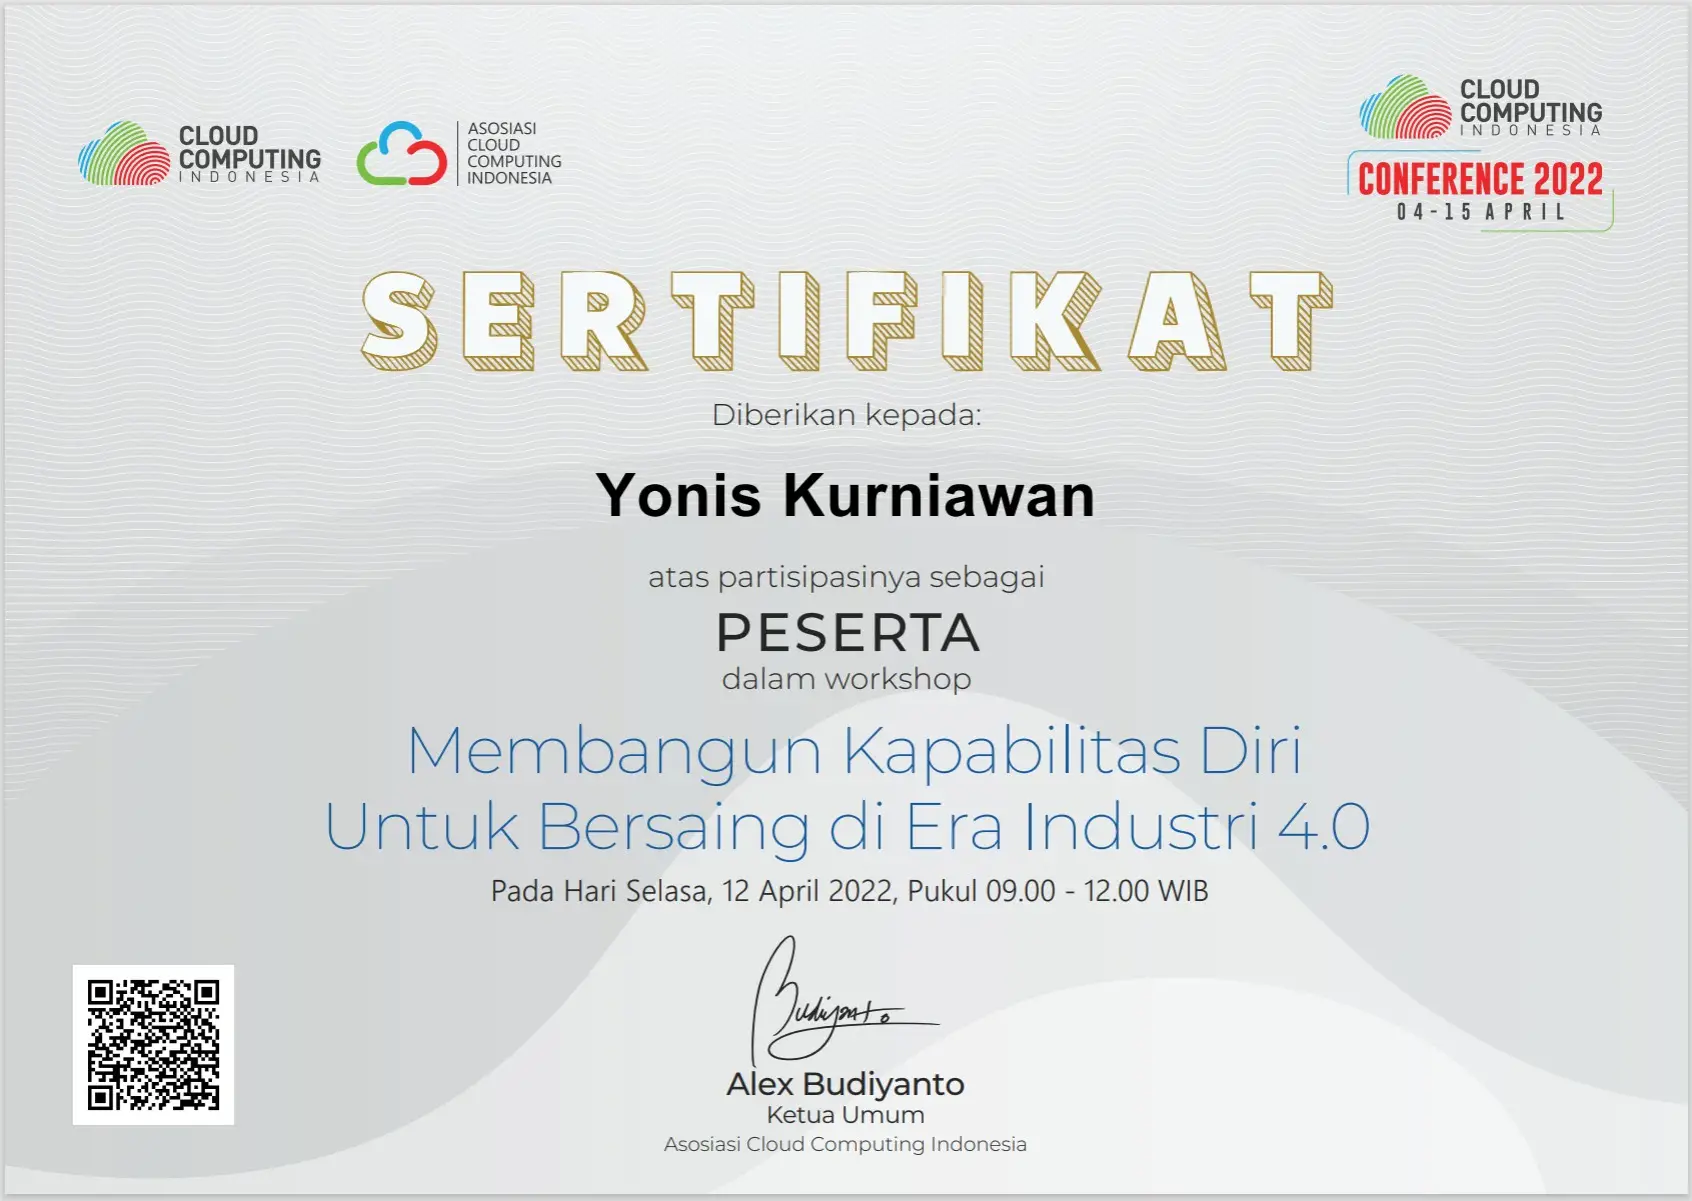 CLOUD
COMPUTING
INDONESIA
ASOSIASI
CLOUD
COMPUTING
INDONESIA
CLOUD
COMPUTING
INDONESIA
CONFERENCE 2022
04-15 APRIL
SERTIFIKAT
Diberikan kepada:
Yonis Kurniawan
atas partisipasinya sebagai
PESERTA
dalam workshop
Membangun Kapabilitas Diri
Untuk Bersaing di Era Industri 4.0
Pada Hari Selasa, 12 April 2022, Pukul 09.00 - 12.00 WIB
Budiyanto
Alex Budiyanto
Ketua Umum
Asosiasi Cloud Computing Indonesia